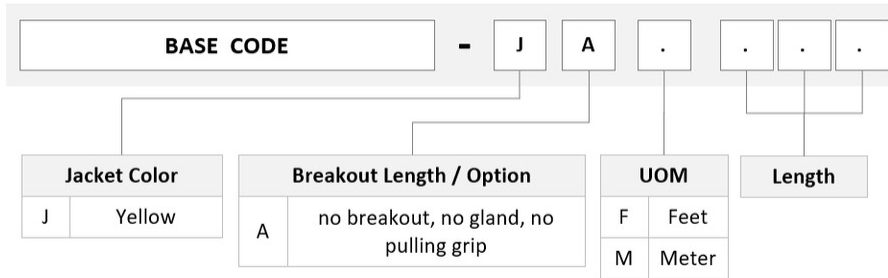 BASE CODE - J A . . . .
Jacket Color
J Yellow
Breakout Length / Option
A no breakout, no gland, no
pulling grip
UOM
F Feet
M Meter
Length